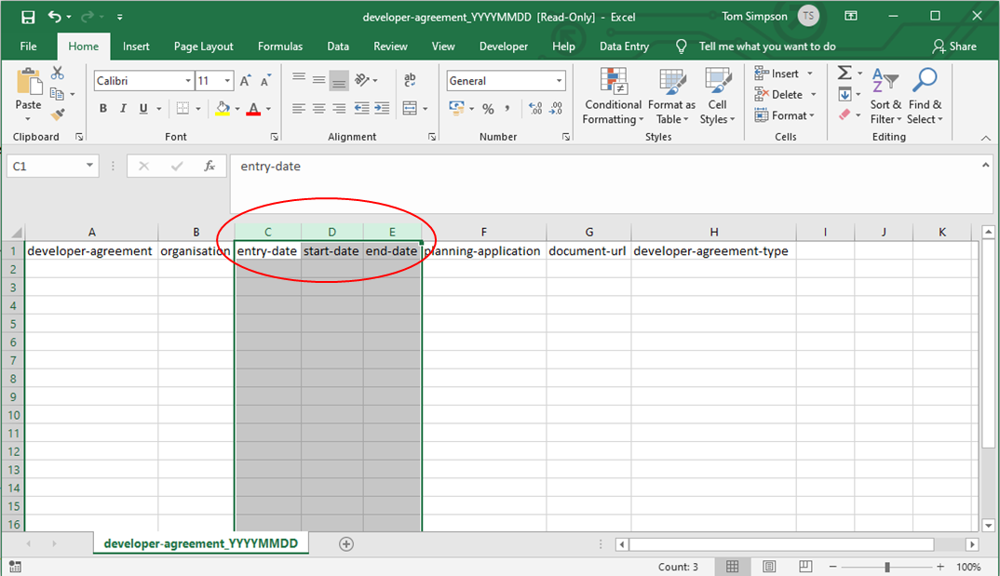 developer-agreement_YYYYMMDD [Read-Only] - Excel Tom Simpson TS
File Home Insert Page Layout Formulas Data Review View Developer Help Data Entry Tell me what you want to do Share
Paste Calibri 11 A A ab General Conditional Formatting Format as Table Cell Styles Insert Delete Format Sort & Filter Find & Select
B I U A % , .00 .0
Clipboard Font Alignment Number Styles Cells Editing
C1 fx entry-date
A B C D E F G H I J K
1 developer-agreement organisation entry-date start-date end-date planning-application document-url developer-agreement-type
2
3
4
5
6
7
8
9
10
11
12
13
14
15
16
developer-agreement_YYYYMMDD
Count: 3 100%